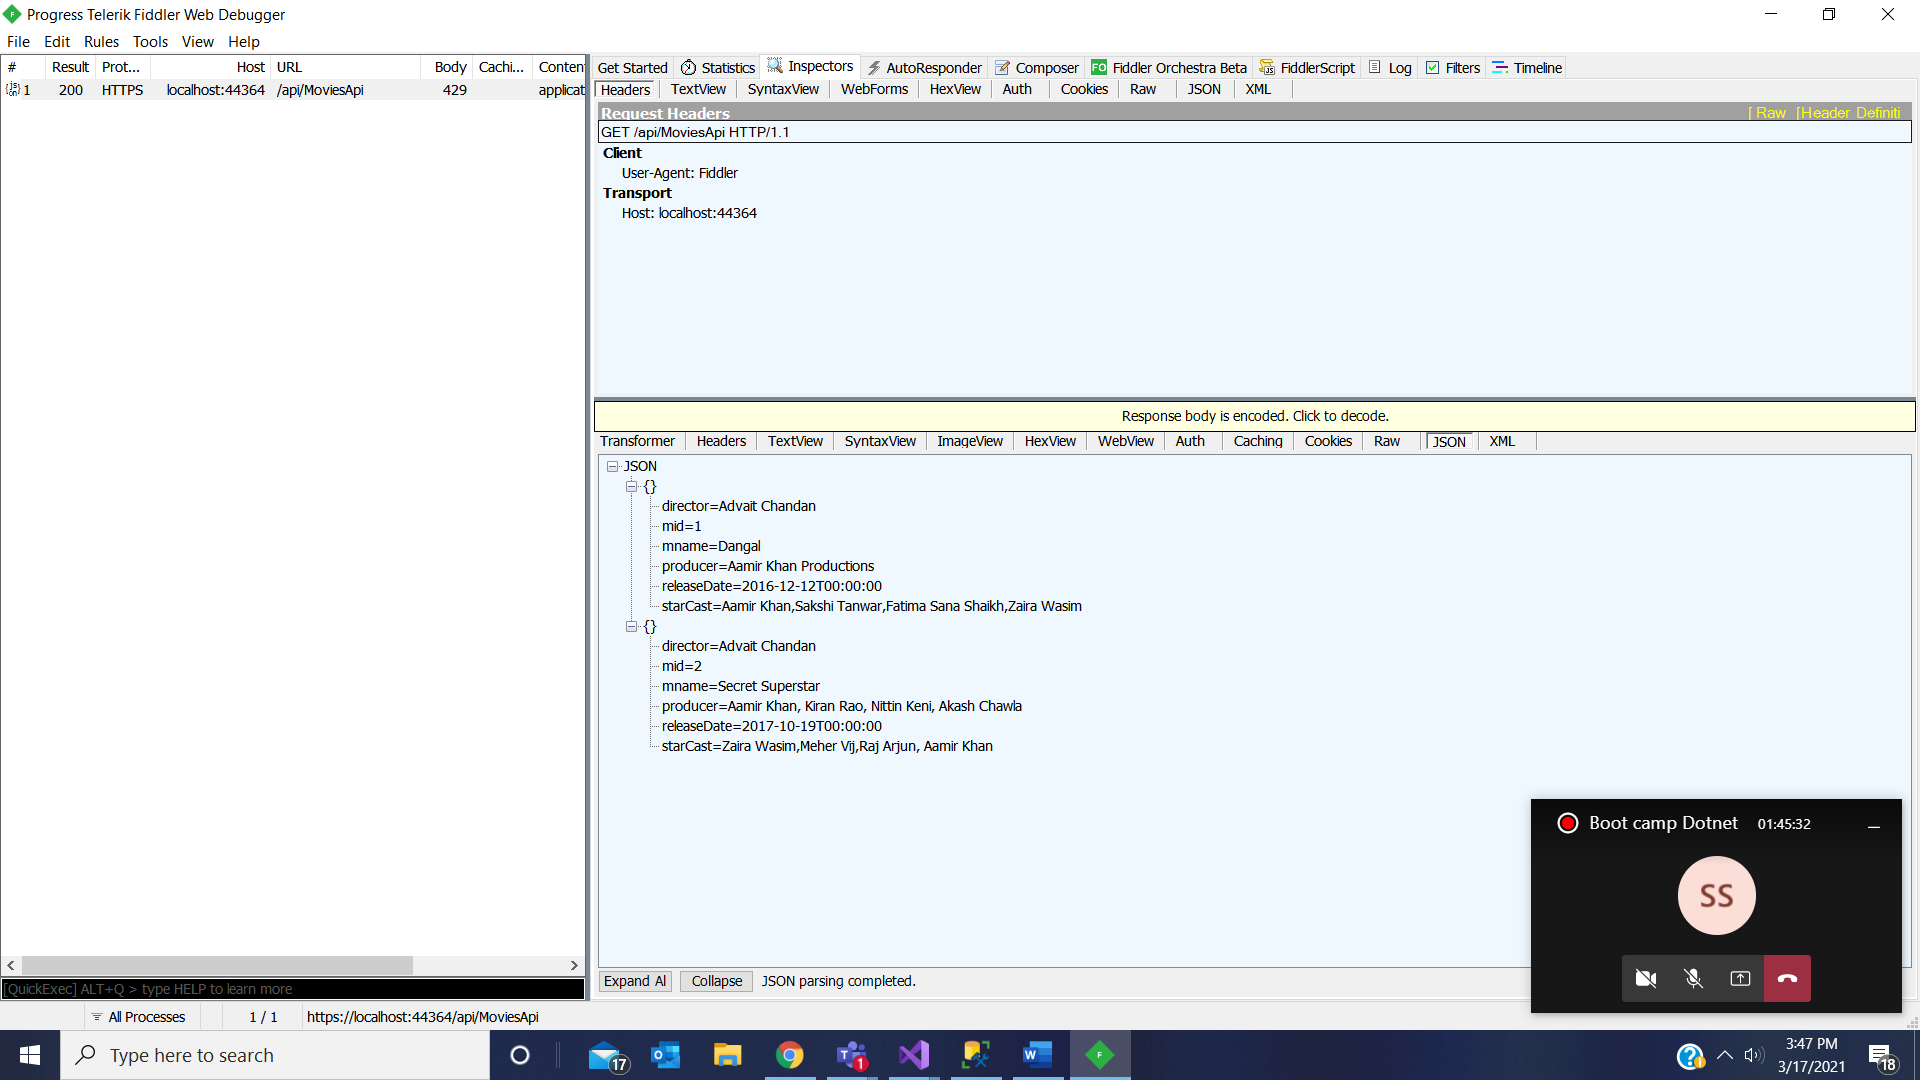 Progress Telerik Fiddler Web Debugger
File Edit Rules Tools View Help
# Result Prot... Host URL Body Cachi... Conten
1 200 HTTPS localhost:44364 /api/MoviesApi 429 applicat
Get Started Statistics Inspectors AutoResponder Composer FO Fiddler Orchestra Beta FiddlerScript Log Filters Timeline
Headers TextView SyntaxView WebForms HexView Auth Cookies Raw JSON XML
Request Headers [ Raw [Header Definiti
GET /api/MoviesApi HTTP/1.1
Client
User-Agent: Fiddler
Transport
Host: localhost:44364
Response body is encoded. Click to decode.
Transformer Headers TextView SyntaxView ImageView HexView WebView Auth Caching Cookies Raw JSON XML
JSON
{}
director=Advait Chandan
mid=1
mname=Dangal
producer=Aamir Khan Productions
releaseDate=2016-12-12T00:00:00
starCast=Aamir Khan,Sakshi Tanwar,Fatima Sana Shaikh,Zaira Wasim
{}
director=Advait Chandan
mid=2
mname=Secret Superstar
producer=Aamir Khan, Kiran Rao, Nittin Keni, Akash Chawla
releaseDate=2017-10-19T00:00:00
starCast=Zaira Wasim,Meher Vij,Raj Arjun, Aamir Khan
Boot camp Dotnet 01:45:32
SS
Expand Al Collapse JSON parsing completed.
[QuickExec] ALT+Q > type HELP to learn more
All Processes 1 / 1 https://localhost:44364/api/MoviesApi
Type here to search 17 1 3:47 PM
3/17/2021 18